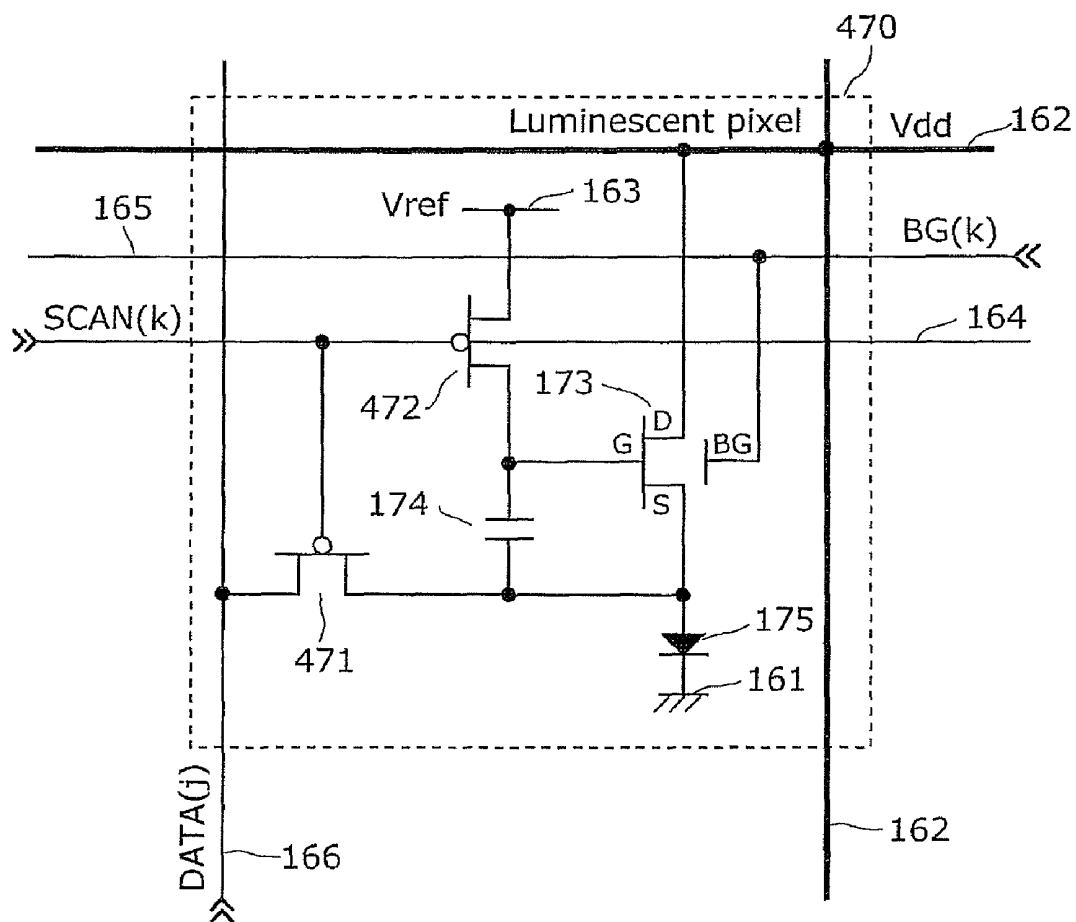 470
Luminescent pixel
Vdd
162
Vref
163
165
BG(k)
SCAN(k)
164
472
173
D
G
BG
S
174
471
175
161
DATA(j)
166
162